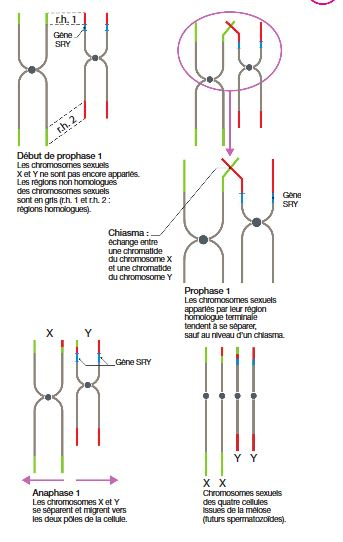 r.h. 1
Gène
SRY
r.h. 2
Début de prophase 1
Les chromosomes sexuels
X et Y ne sont pas encore appariés.
Les régions non homologues
des chromosomes sexuels
sont en gris (r.h. 1 et r.h. 2 :
régions homologues).
Gène
SRY
Chiasma :
échange entre
une chromatide
du chromosome X
et une chromatide
du chromosome Y
Prophase 1
Les chromosomes sexuels
appariés par leur région
homologue terminale
tendent à se séparer,
sauf au niveau d'un chiasma.
X Y
Gène SRY
Anaphase 1
Les chromosomes X et Y
se séparent et migrent vers
les deux pôles de la cellule.
Y Y
X X
Chromosomes sexuels
des quatre cellules
issues de la méiose
(futurs spermatozoïdes).